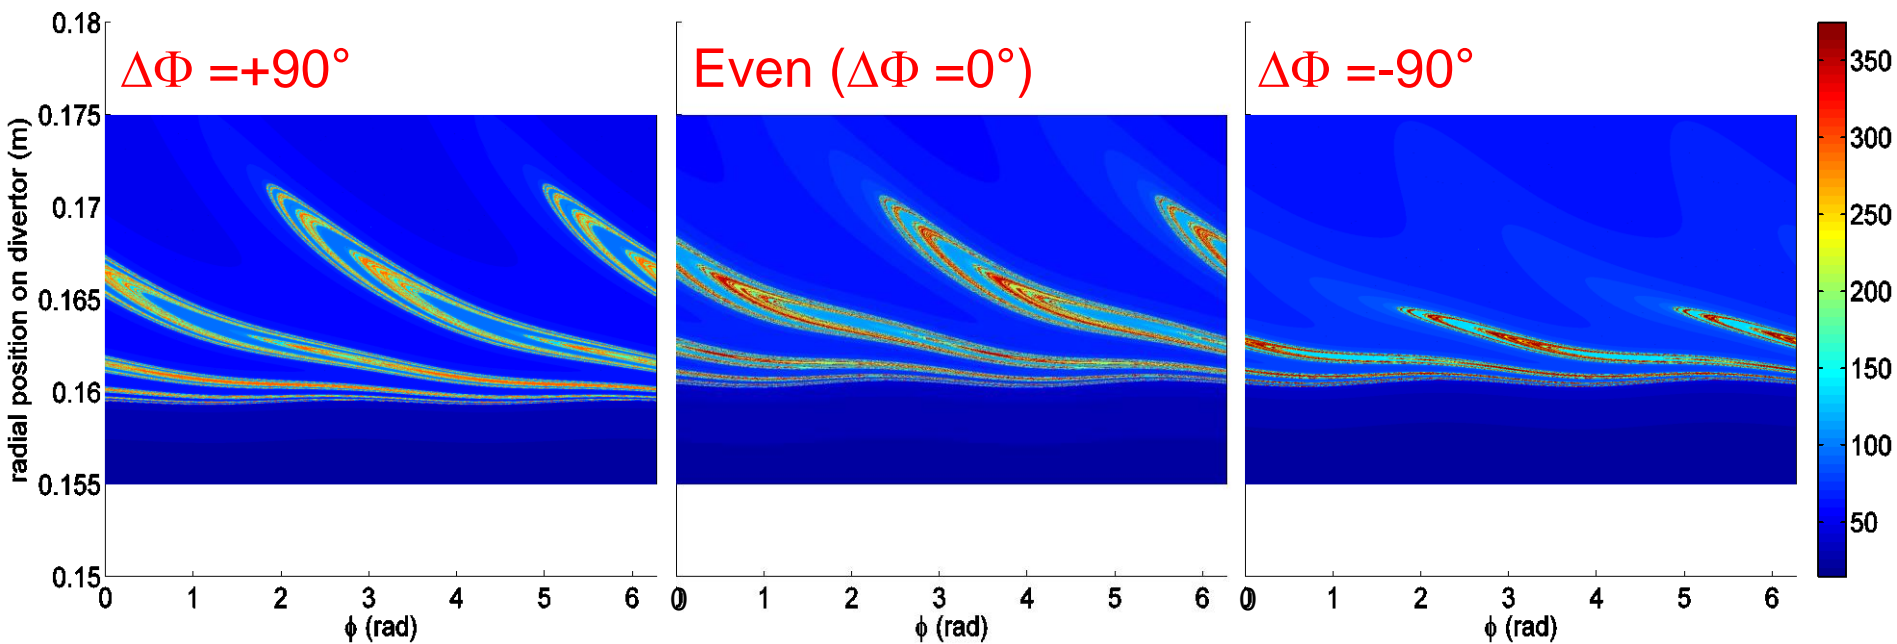 ΔΦ =+90°
Even (ΔΦ =0°)
ΔΦ =-90°
radial position on divertor (m)
0.18
0.175
0.17
0.165
0.16
0.155
0.15
0 1 2 3 4 5 6
ϕ (rad)
0 1 2 3 4 5 6
ϕ (rad)
0 1 2 3 4 5 6
ϕ (rad)
350
300
250
200
150
100
50